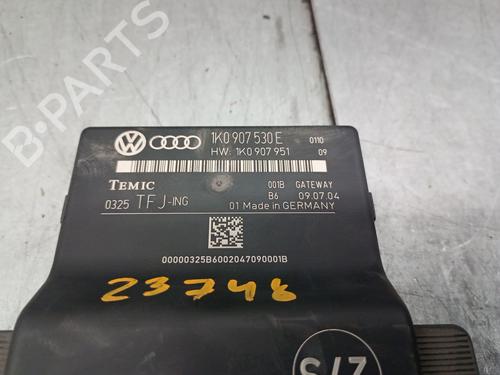 B-PARTS
1K0 907 530 E 0110
HW: 1K0 907 951 09
TEMIC 001B GATEWAY
B6 09.07.04
0325 TFJ-ING 01 Made in GERMANY
00000325B6002047090001B
23748
S/Z